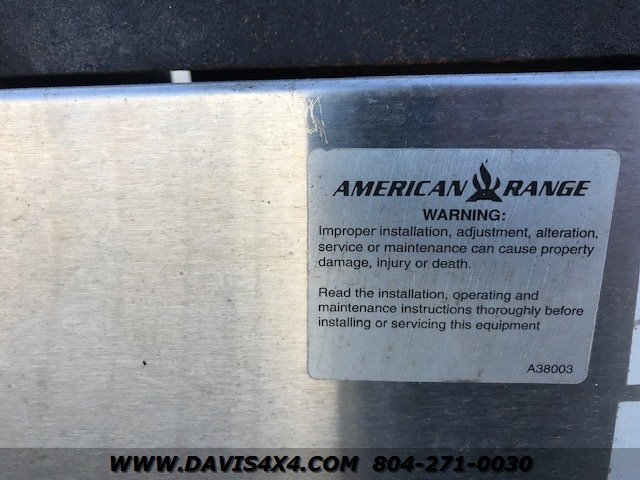 AMERICAN RANGE
WARNING:
Improper installation, adjustment, alteration,
service or maintenance can cause property
damage, injury or death.
Read the installation, operating and
maintenance instructions thoroughly before
installing or servicing this equipment
A38003
WWW.DAVIS4X4.COM 804-271-0030